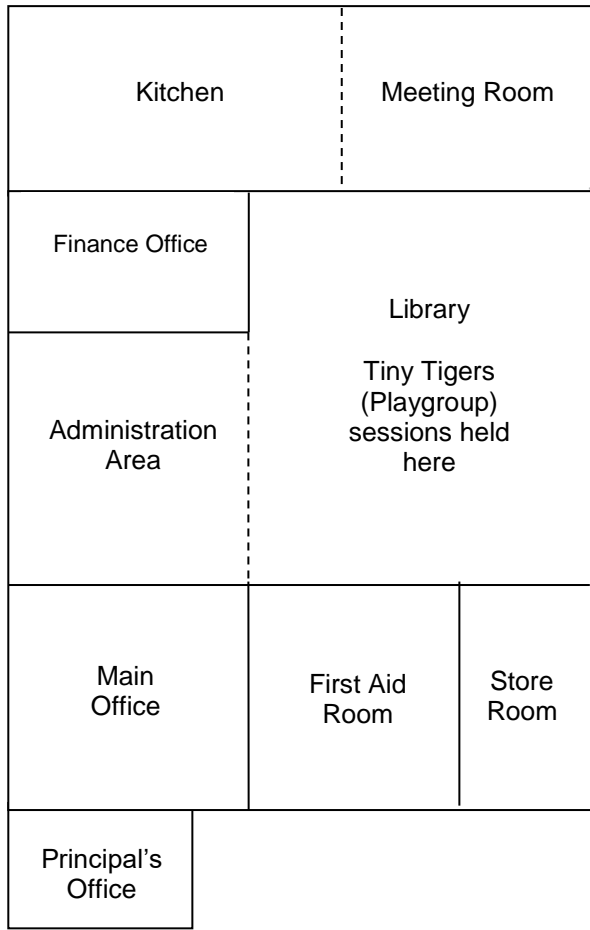 Kitchen
Meeting Room
Finance Office
Library
Tiny Tigers
(Playgroup)
sessions held
here
Administration
Area
Main
Office
First Aid
Room
Store
Room
Principal's
Office